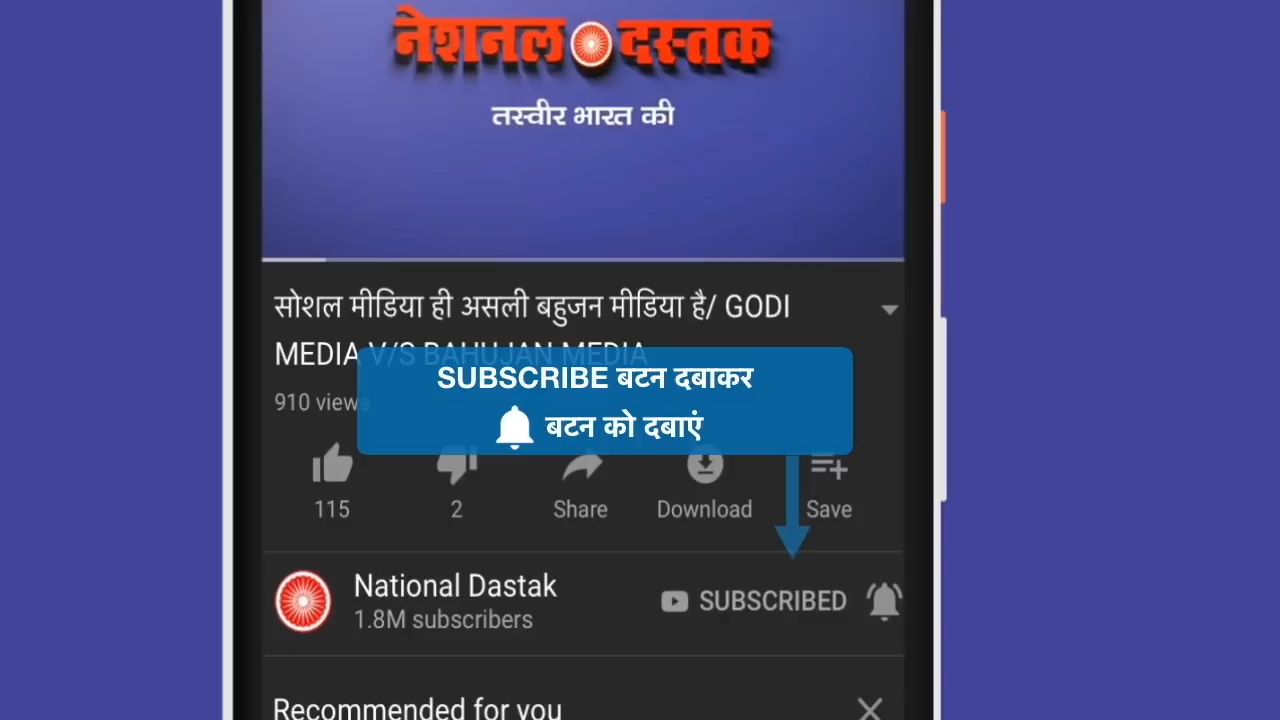 नेशनल दस्तक
तस्वीर भारत की
सोशल मीडिया ही असली बहुजन मीडिया है/ GODI
MEDIA V/S BAHUJAN MEDIA
910 views
SUBSCRIBE बटन दबाकर
बटन को दबाएं
115
2
Share
Download
Save
National Dastak
1.8M subscribers
SUBSCRIBED
Recommended for you